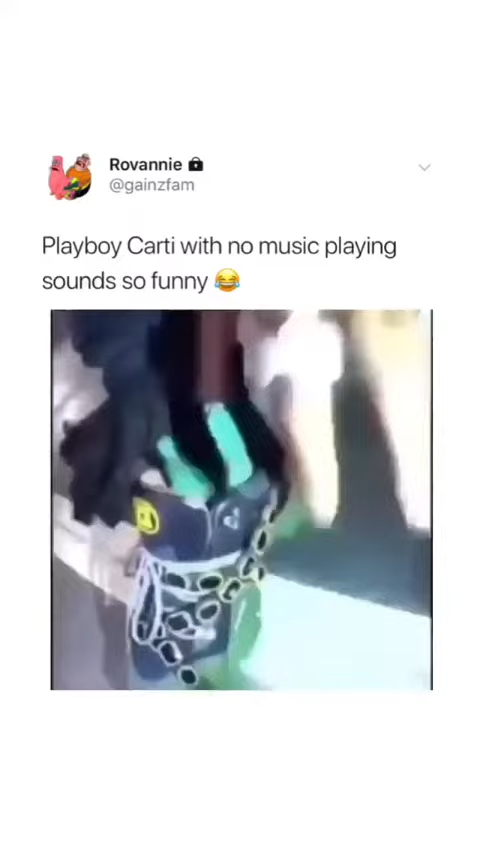 Rovannie
@gainzfam
Playboy Carti with no music playing
sounds so funny 😂